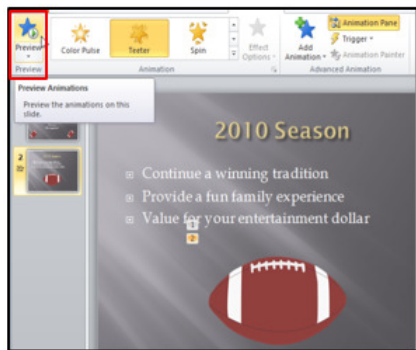 Preview
Color Pulse
Teeter
Spin
Effect
Options
Add
Animation
Animation Pane
Trigger
Animation Painter
Preview
Animation
Advanced Animation
Preview Animations
Preview the animations on this
slide.
2
2010 Season
Continue a winning tradition
Provide a fun family experience
Value for your entertainment dollar
1
2